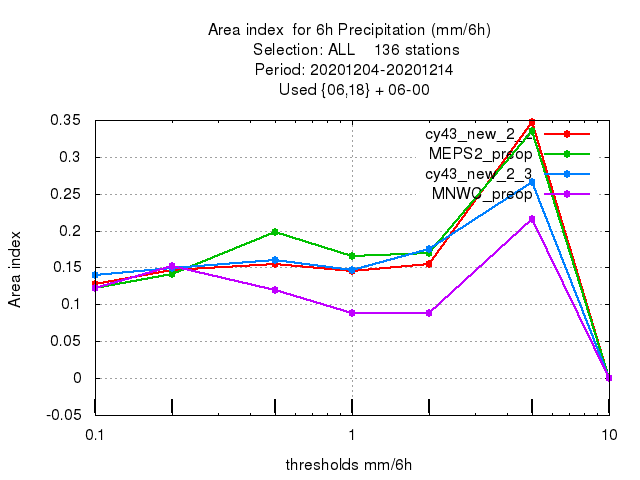 Area index for 6h Precipitation (mm/6h)
Selection: ALL 136 stations
Period: 20201204-20201214
Used {06,18} + 06-00
0.35
0.3
0.25
0.2
0.15
0.1
0.05
0
-0.05
Area index
cy43_new_2_
MEPS2_preop
cy43_new_2_3
MNWC_preop
0.1
1
10
thresholds mm/6h